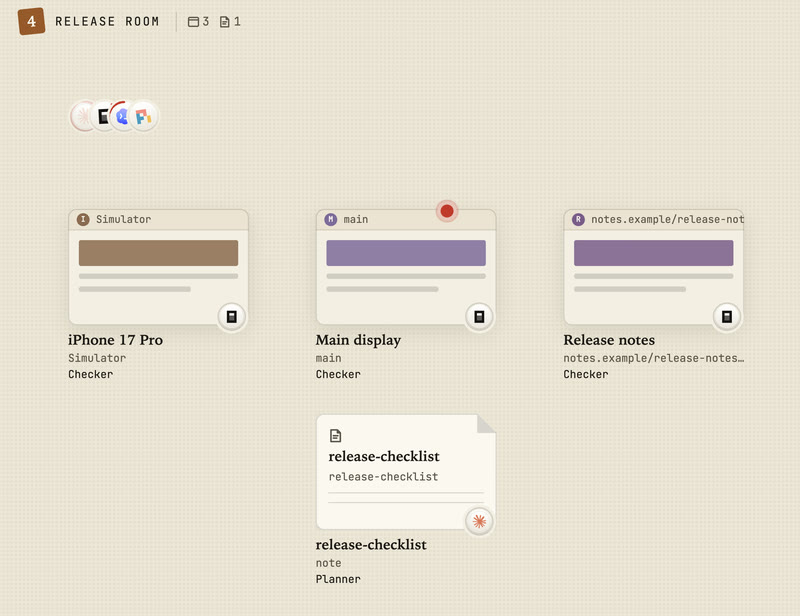 4 RELEASE ROOM 3 1
I Simulator
M main
R notes.example/release-not
iPhone 17 Pro
Simulator
Checker
Main display
main
Checker
Release notes
notes.example/release-notes…
Checker
release-checklist
release-checklist
release-checklist
note
Planner